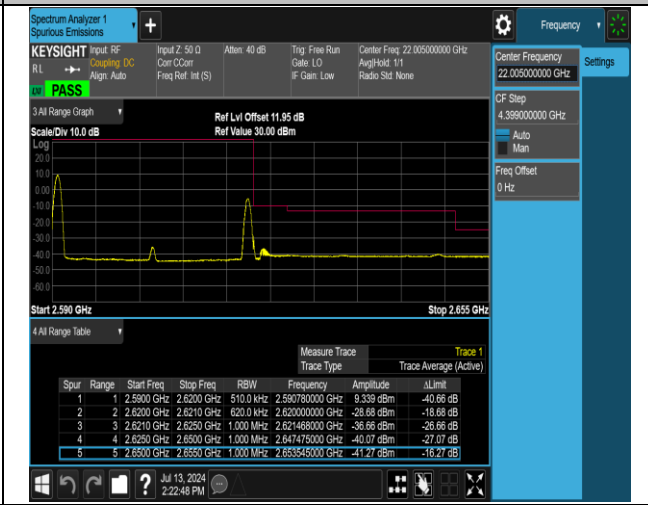 Spectrum Analyzer 1
Spurious Emissions
Frequency
KEYSIGHT
RL
Input: RF
Coupling: DC
Align: Auto
Input Z: 50 Ω
Corr CCorr
Freq Ref: Int (S)
Atten: 40 dB
Trig: Free Run
Gate: LO
IF Gain: Low
Center Freq: 22.005000000 GHz
Avg|Hold: 1/1
Radio Std: None
PASS
Center Frequency
22.005000000 GHz
Settings
CF Step
4.399000000 GHz
Auto
Man
Freq Offset
0 Hz
3 All Range Graph
Scale/Div 10.0 dB
Ref Lvl Offset 11.95 dB
Ref Value 30.00 dBm
Log
20.0
10.0
0.00
-10.0
-20.0
-30.0
-40.0
-50.0
-60.0
Start 2.590 GHz Stop 2.655 GHz
4 All Range Table
Measure Trace Trace 1
Trace Type Trace Average (Active)
Spur Range Start Freq Stop Freq RBW Frequency Amplitude ΔLimit
1 1 2.5900 GHz 2.6200 GHz 510.0 kHz 2.590780000 GHz 9.339 dBm -40.66 dB
2 2 2.6200 GHz 2.6210 GHz 620.0 kHz 2.620000000 GHz -28.68 dBm -18.68 dB
3 3 2.6210 GHz 2.6250 GHz 1.000 MHz 2.621468000 GHz -36.66 dBm -26.66 dB
4 4 2.6250 GHz 2.6500 GHz 1.000 MHz 2.647475000 GHz -40.07 dBm -27.07 dB
5 5 2.6500 GHz 2.6550 GHz 1.000 MHz 2.653545000 GHz -41.27 dBm -16.27 dB
Jul 13, 2024
2:22:48 PM